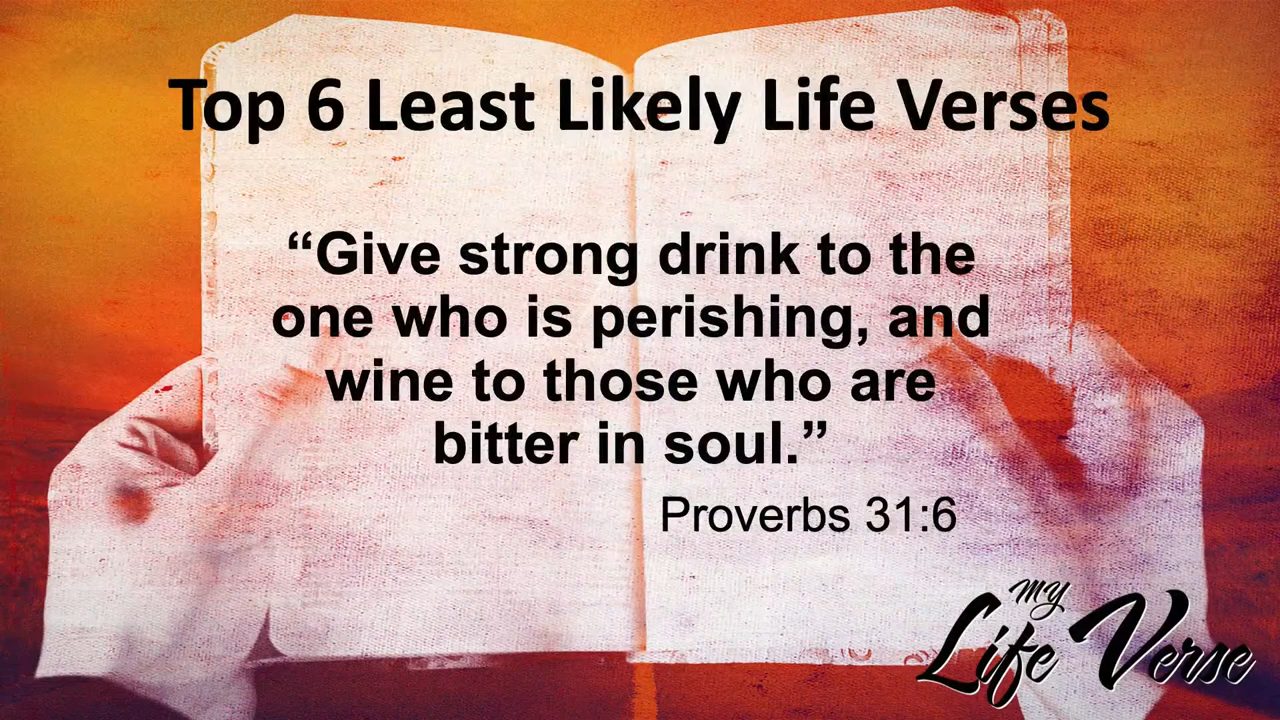 Top 6 Least Likely Life Verses
“Give strong drink to the
one who is perishing, and
wine to those who are
bitter in soul.”
Proverbs 31:6
My
Life Verse